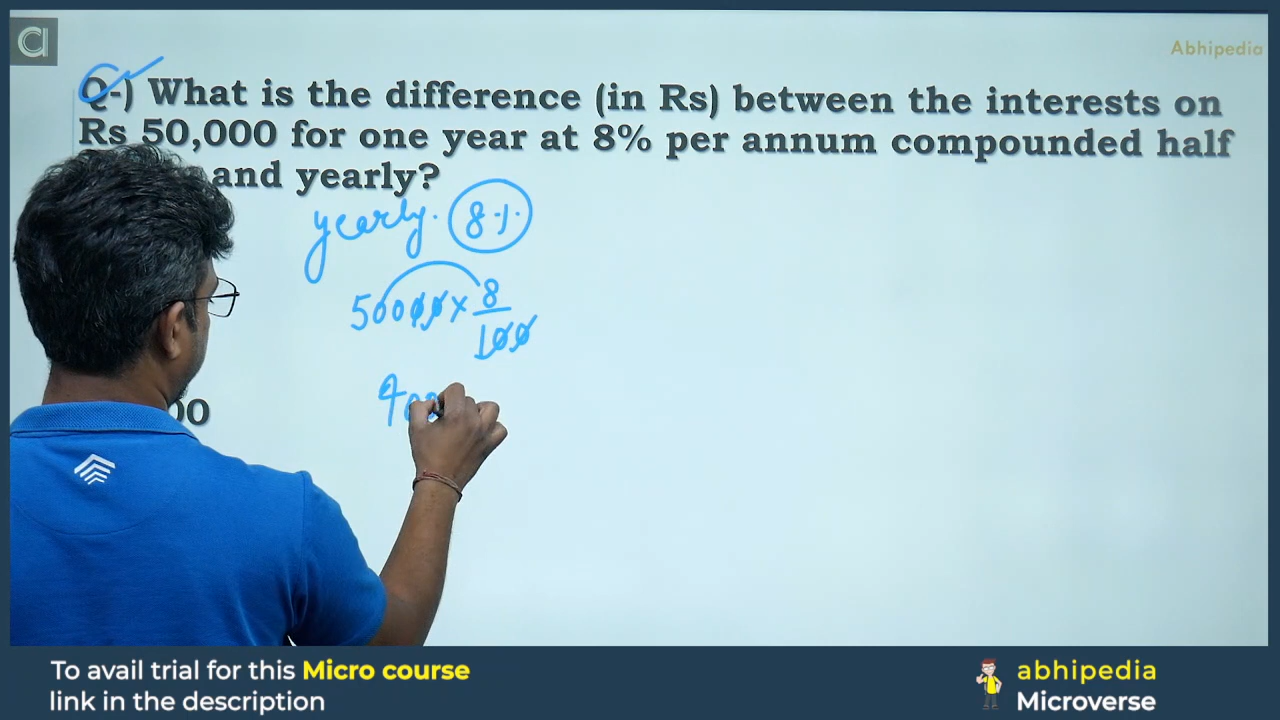 Abhipedia
Q-) What is the difference (in Rs) between the interests on
Rs 50,000 for one year at 8% per annum compounded half
and yearly?
yearly. 8%
50000 x 8
100
400
00
To avail trial for this Micro course
link in the description
abhipedia
Microverse